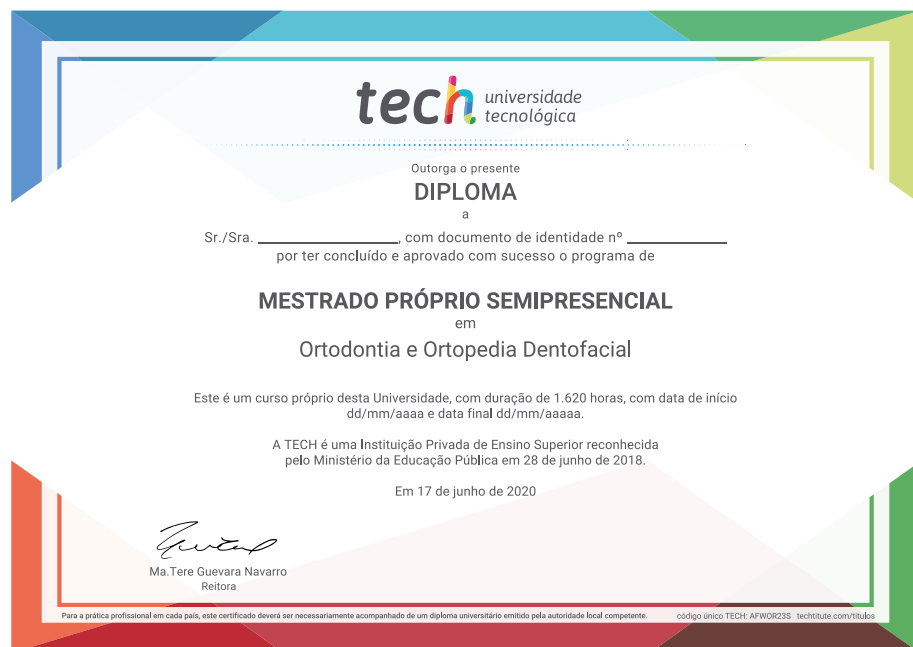 tech universidade
tecnológica
Outorga o presente
DIPLOMA
a
Sr./Sra. ____________________, com documento de identidade nº ______________
por ter concluído e aprovado com sucesso o programa de
MESTRADO PRÓPRIO SEMIPRESENCIAL
em
Ortodontia e Ortopedia Dentofacial
Este é um curso próprio desta Universidade, com duração de 1.620 horas, com data de início
dd/mm/aaaa e data final dd/mm/aaaaa.
A TECH é uma Instituição Privada de Ensino Superior reconhecida
pelo Ministério da Educação Pública em 28 de junho de 2018.
Em 17 de junho de 2020
Ma.Tere Guevara Navarro
Reitora
Para a prática profissional em cada país, este certificado deverá ser necessariamente acompanhado de um diploma universitário emitido pela autoridade local competente. código único TECH: AFWOR23S techtitute.com/titulos